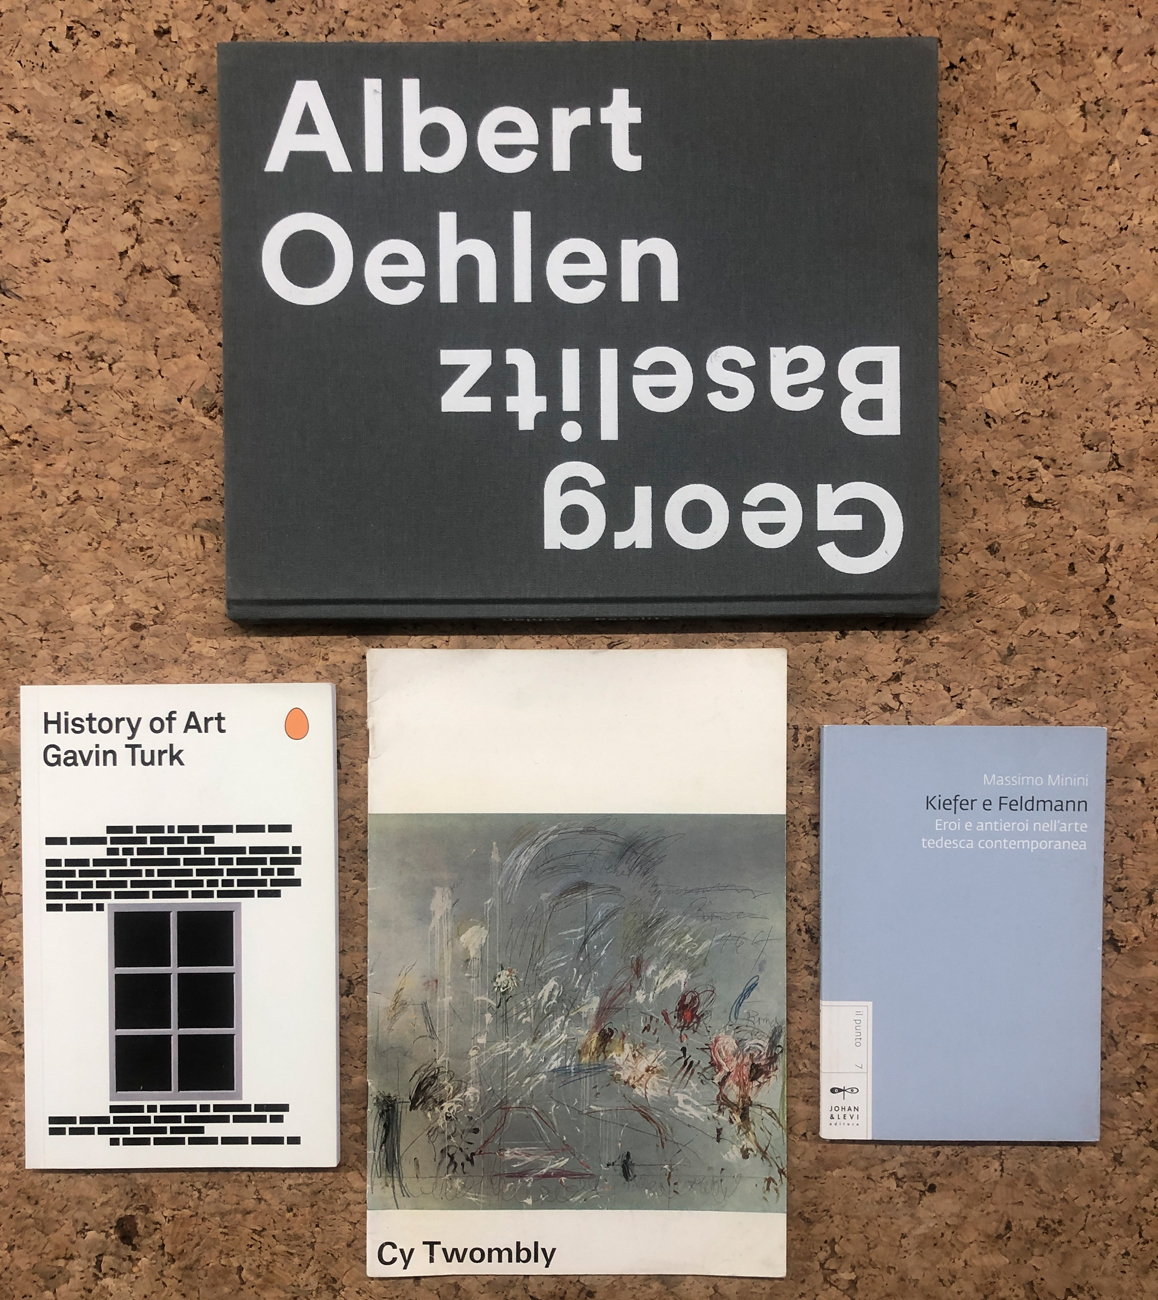 Albert
Oehlen
Baselitz
Georg
History of Art
Gavin Turk
Cy Twombly
Massimo Minini
Kiefer e Feldmann
Eroi e antieroi nell'arte
tedesca contemporanea
il punto 7
JOHAN
& LEVI
editore